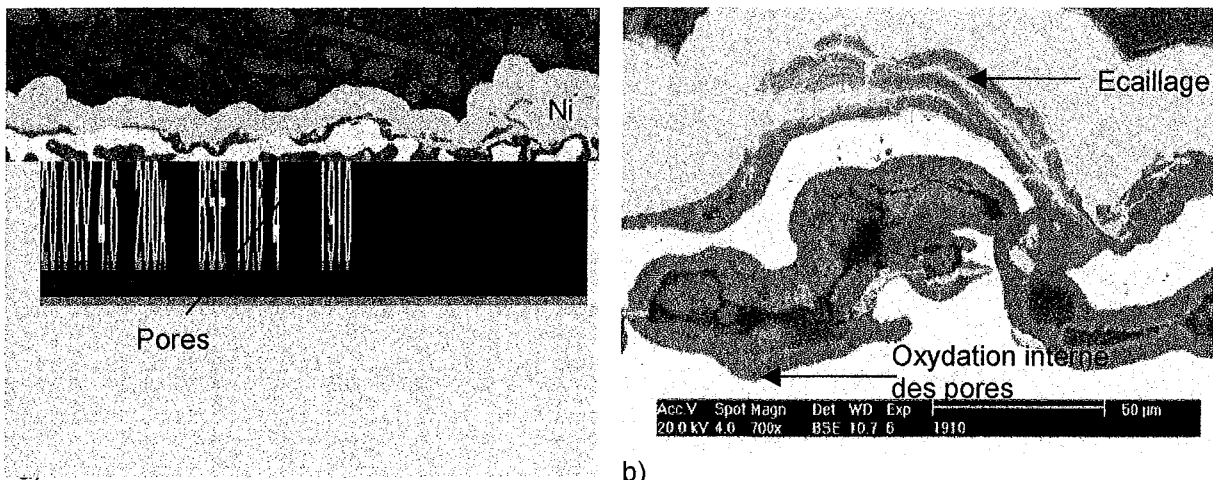 Ni
Pores
Ecaillage
Oxydation interne
des pores
Acc.V Spot Magn Det WD Exp
20.0 kV 4.0 700x BSE 10.7 6 1910
50 µm
b)